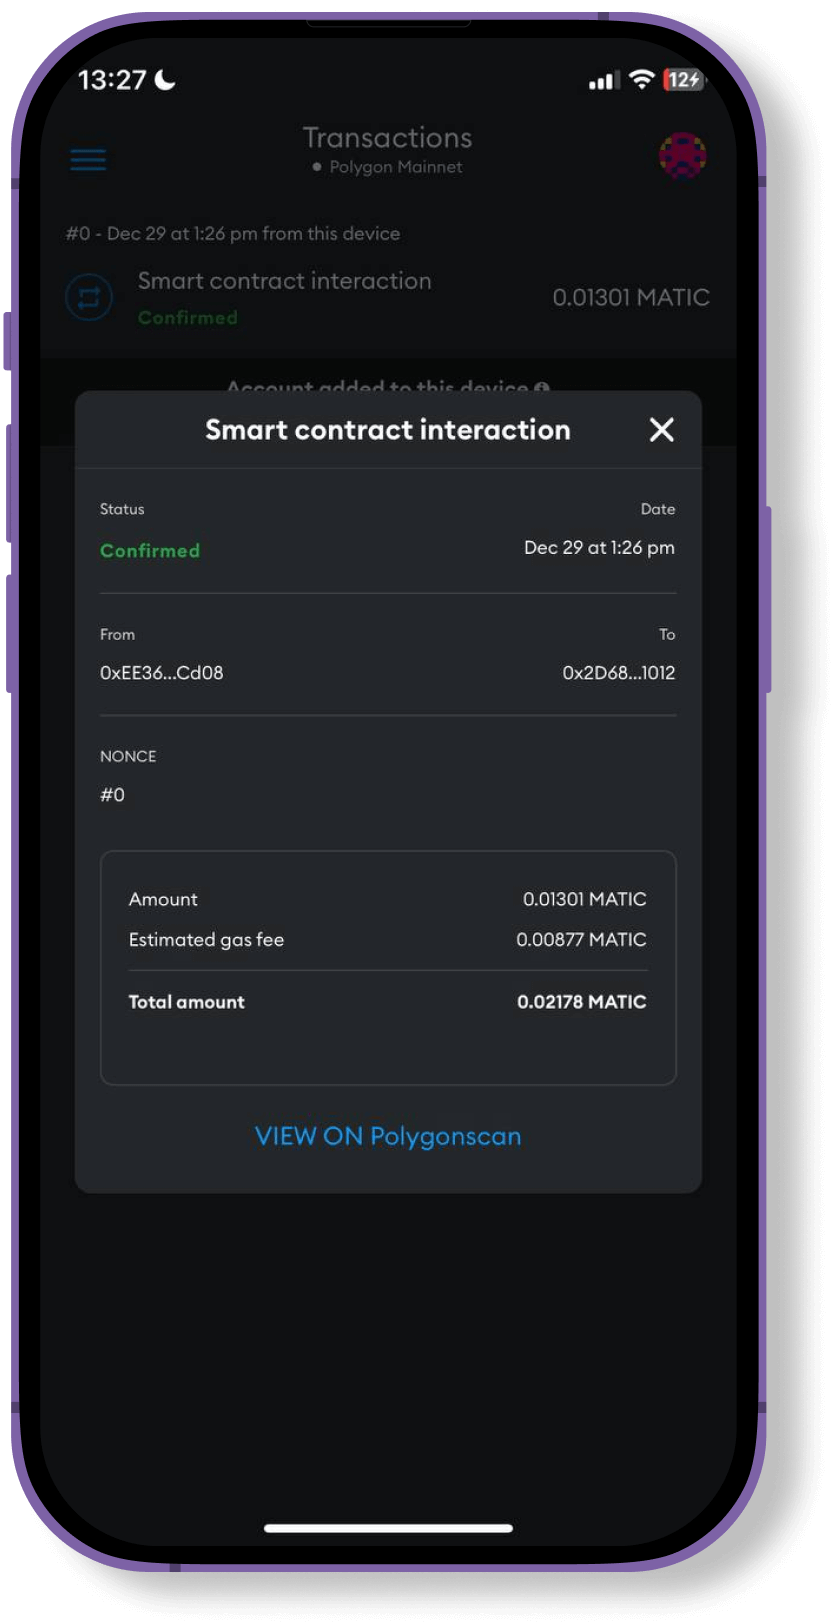 13:27
12
Transactions
Polygon Mainnet
#0 - Dec 29 at 1:26 pm from this device
Smart contract interaction
0.01301 MATIC
Confirmed
Account added to this device
Smart contract interaction
Status
Date
Confirmed
Dec 29 at 1:26 pm
From
To
0xEE36...Cd08
0x2D68...1012
NONCE
#0
Amount
0.01301 MATIC
Estimated gas fee
0.00877 MATIC
Total amount
0.02178 MATIC
VIEW ON Polygonscan